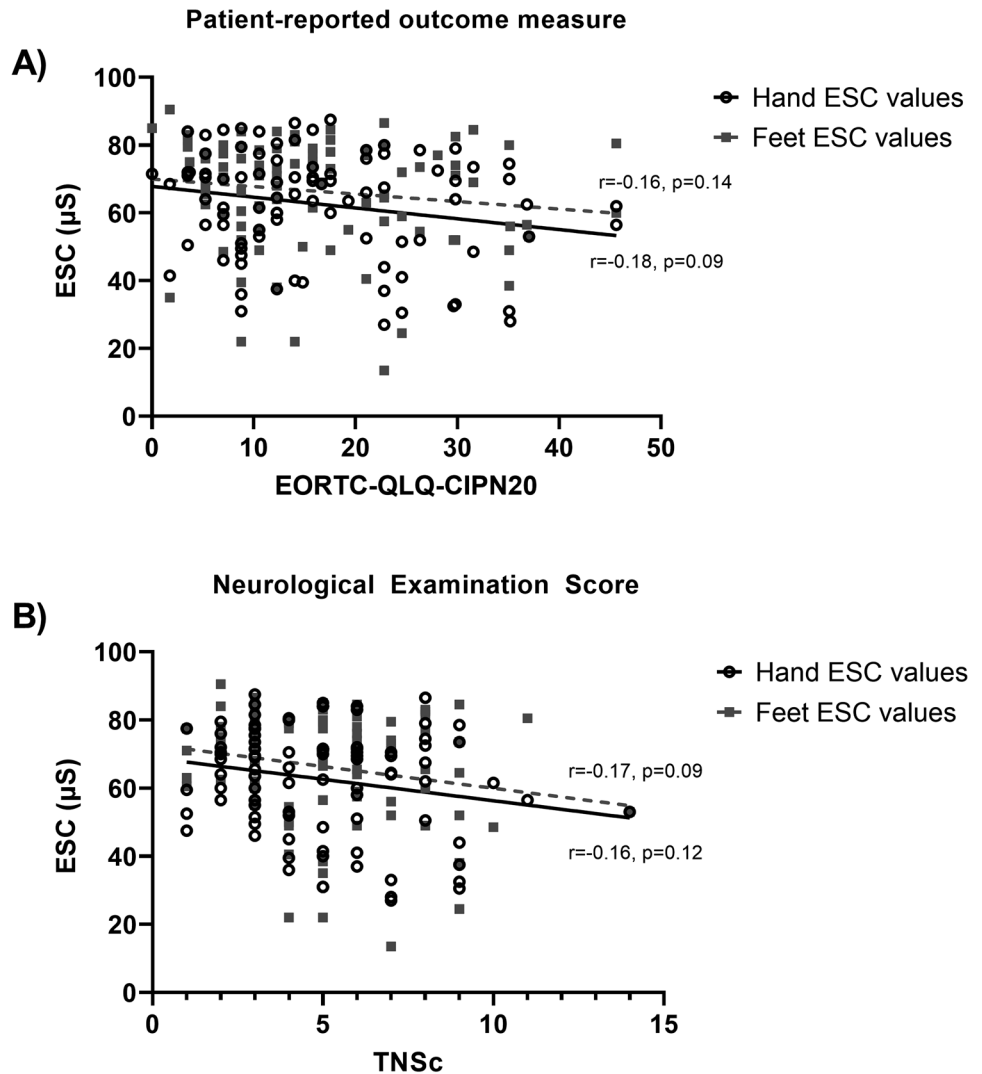 Patient-reported outcome measure
A)
100
80
60
40
20
0
ESC (µS)
0 10 20 30 40 50
EORTC-QLQ-CIPN20
Hand ESC values
Feet ESC values
r=-0.16, p=0.14
r=-0.18, p=0.09
Neurological Examination Score
B)
100
80
60
40
20
0
ESC (µS)
0 5 10 15
TNSc
Hand ESC values
Feet ESC values
r=-0.17, p=0.09
r=-0.16, p=0.12